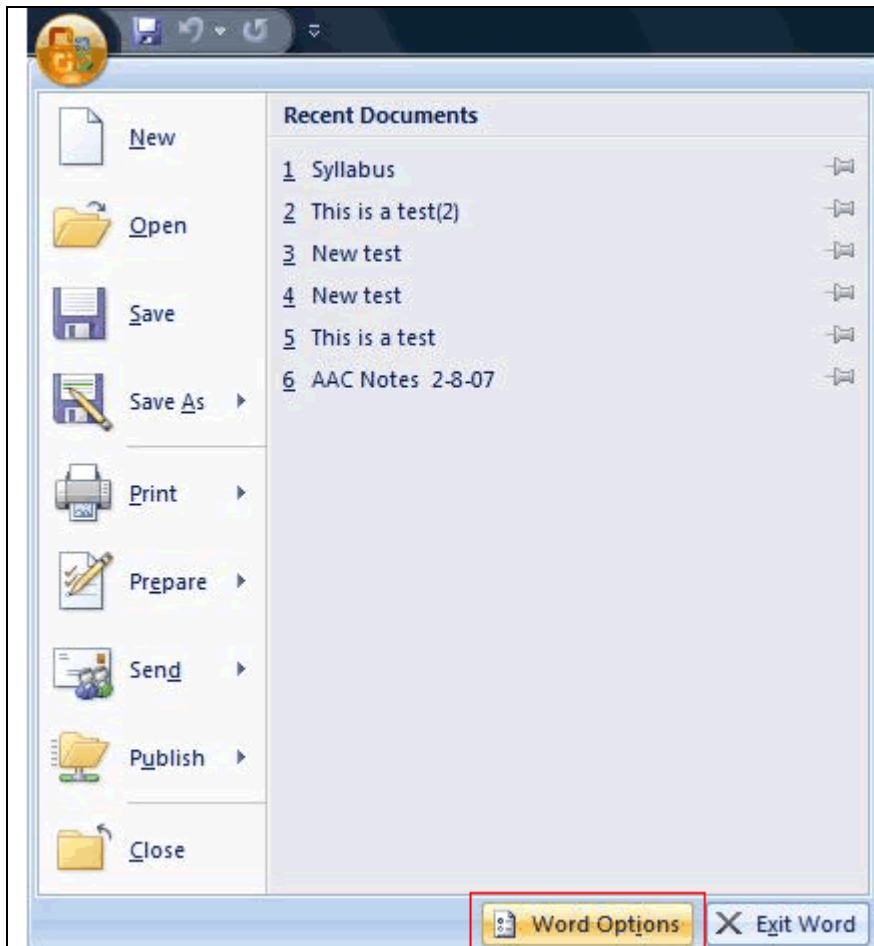 New
Open
Save
Save As
Print
Prepare
Send
Publish
Close
Recent Documents
1 Syllabus
2 This is a test(2)
3 New test
4 New test
5 This is a test
6 AAC Notes 2-8-07
Word Options
Exit Word